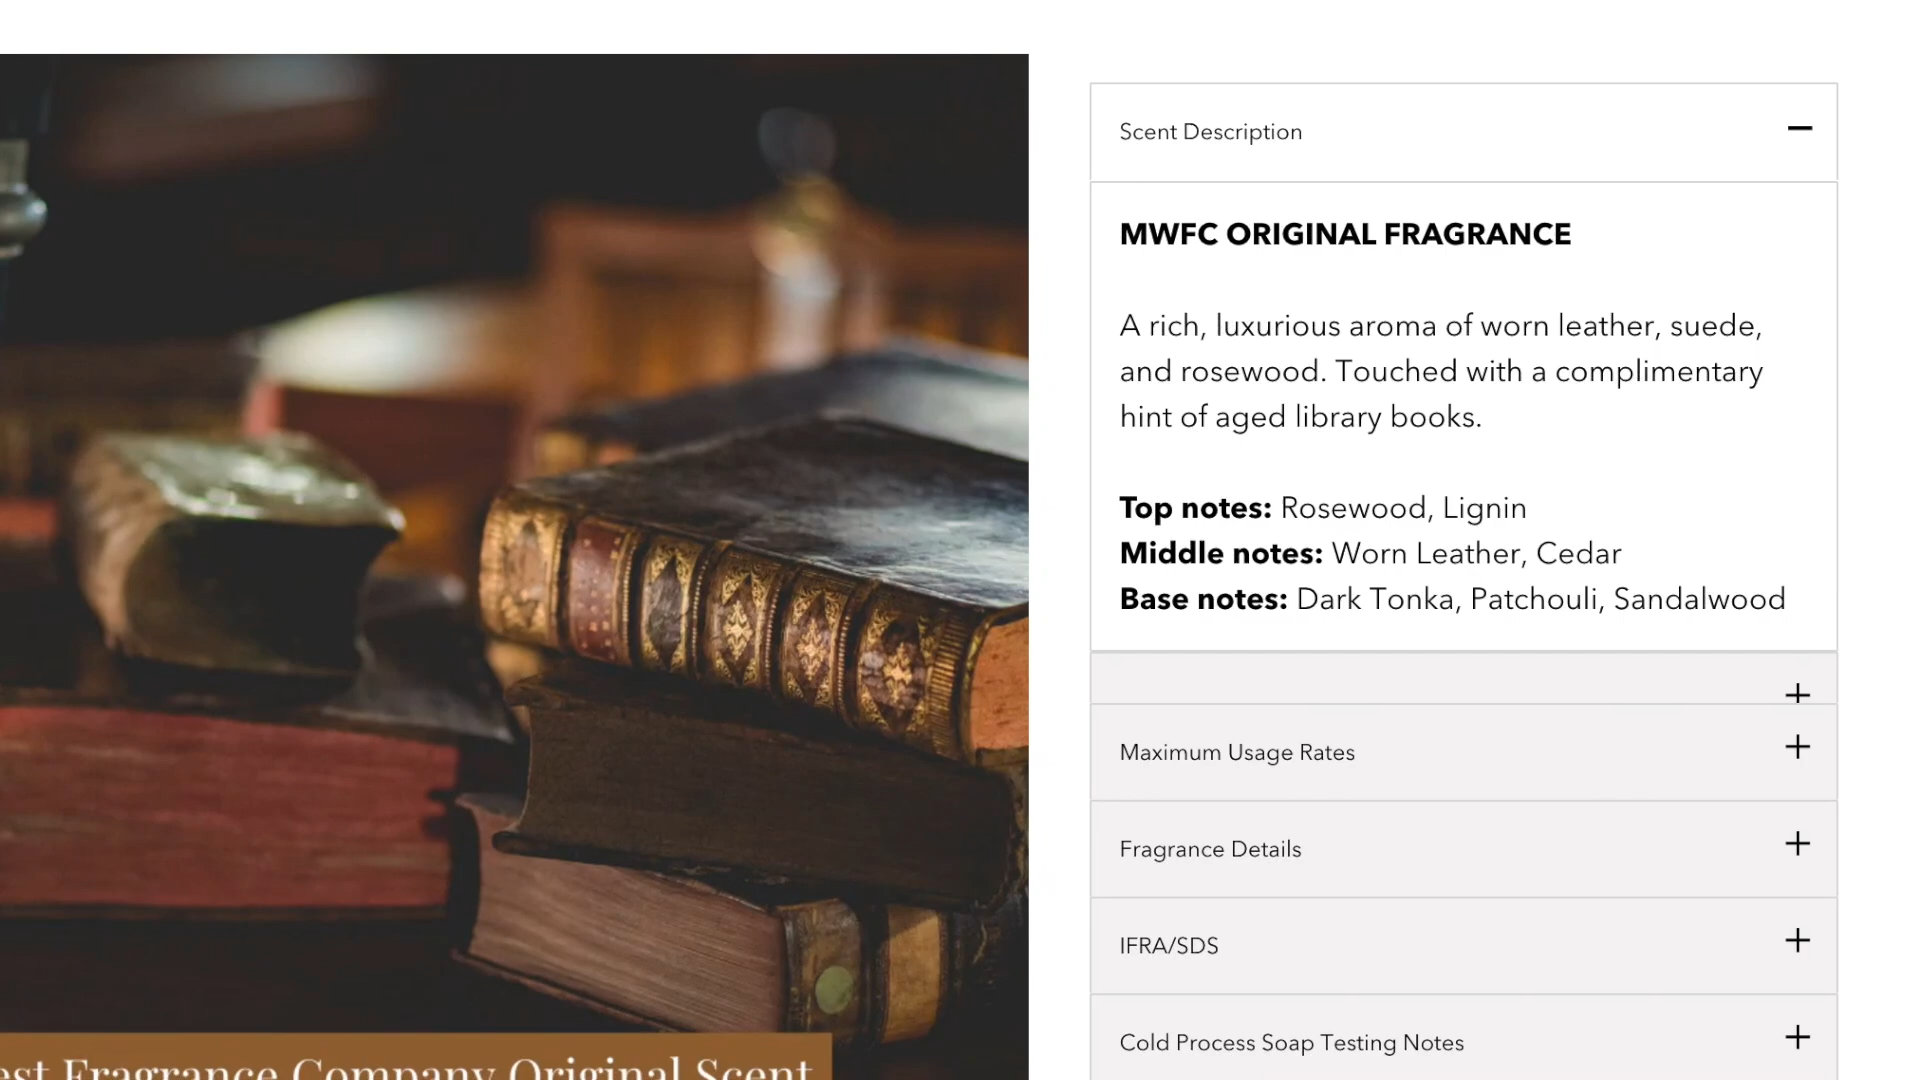 Scent Description
MWFC ORIGINAL FRAGRANCE
A rich, luxurious aroma of worn leather, suede,
and rosewood. Touched with a complimentary
hint of aged library books.
Top notes: Rosewood, Lignin
Middle notes: Worn Leather, Cedar
Base notes: Dark Tonka, Patchouli, Sandalwood
Maximum Usage Rates
Fragrance Details
IFRA/SDS
Cold Process Soap Testing Notes
est Fragrance Company Original Scent